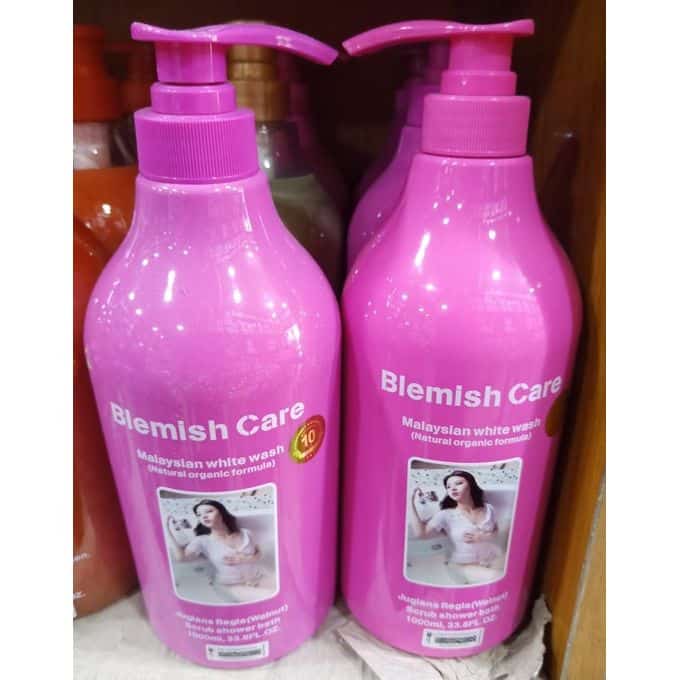 Blemish Care
10
Malaysian white wash
(Natural organic formula)
Juglans Regia(Walnut)
Scrub shower bath
1000ml, 33.8FL.OZ.
Blemish Care
Malaysian white wash
(Natural organic formula)
Juglans Regia(Walnut)
Scrub shower bath
1000ml, 33.8FL.OZ.